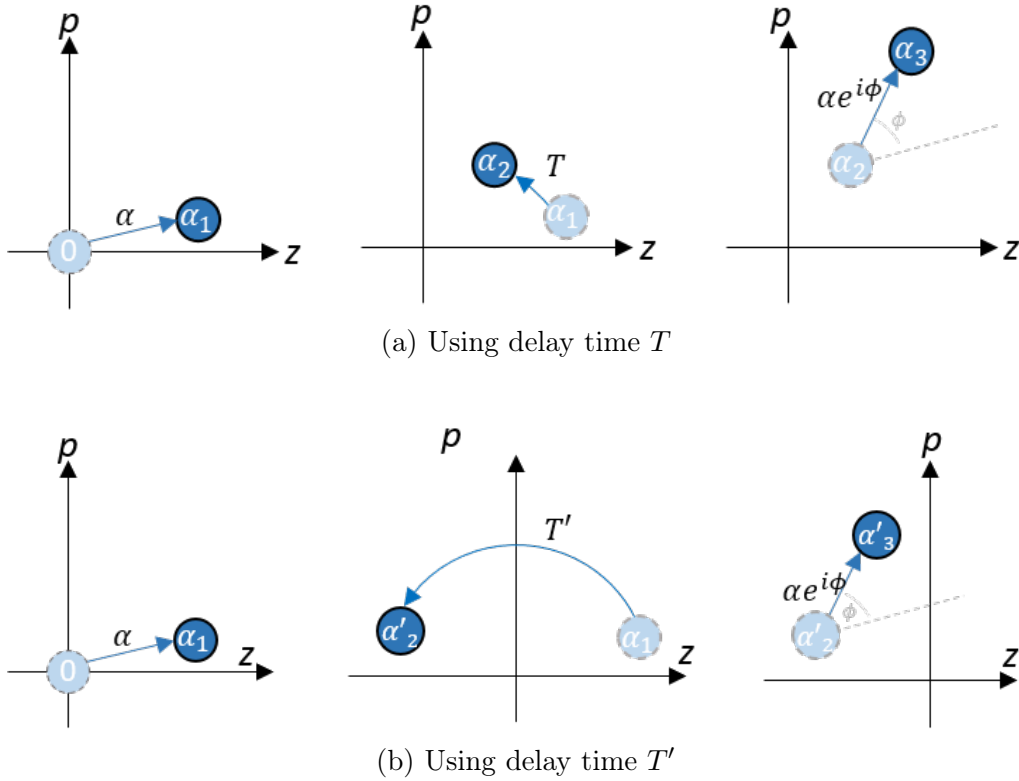 p p p
α₃
αe^{iϕ}
ϕ
α₂ T α₂
α α₁ α₁
0 z z z
(a) Using delay time T
p p p
T′ α′₃
αe^{iϕ}
ϕ
α α₁ α′₂ α₁ α′₂
0 z z z
(b) Using delay time T′